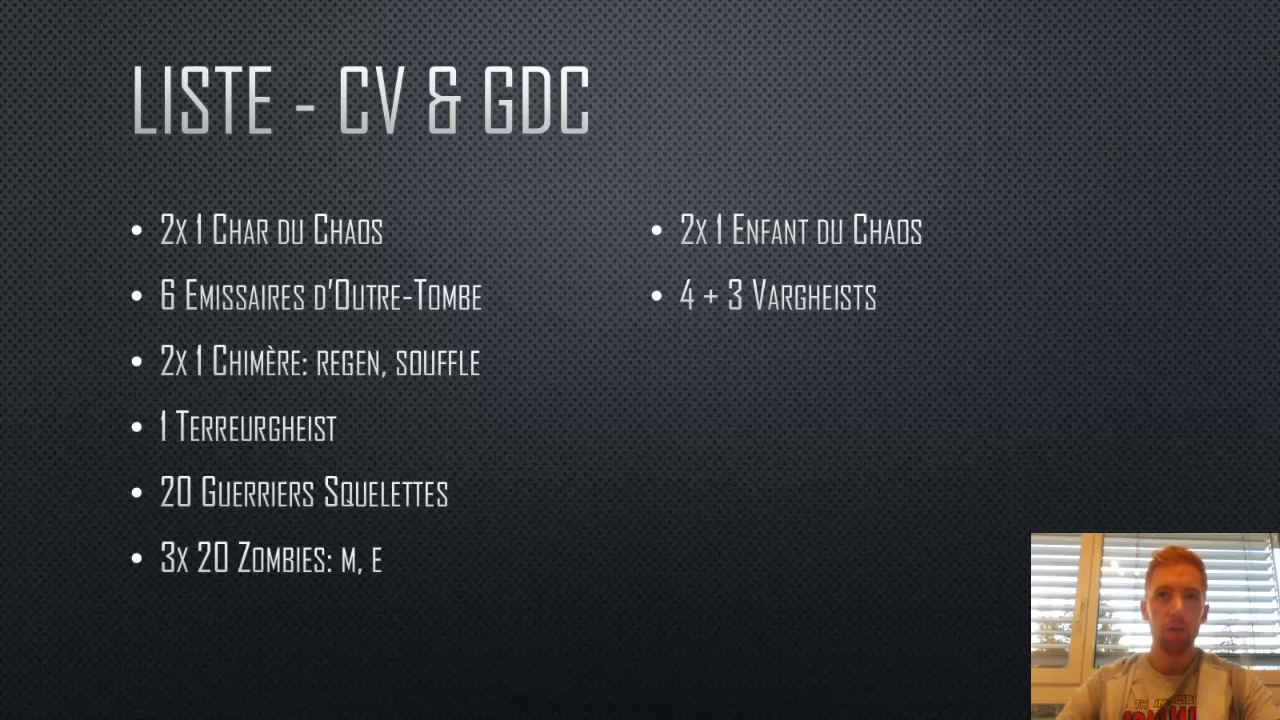 Liste - CV & GdC
• 2x 1 Char du Chaos
• 6 Emissaires d'Outre-Tombe
• 2x 1 Chimère: regen, souffle
• 1 Terreurgheist
• 20 Guerriers Squelettes
• 3x 20 Zombies: m, e
• 2x 1 Enfant du Chaos
• 4 + 3 Vargheists